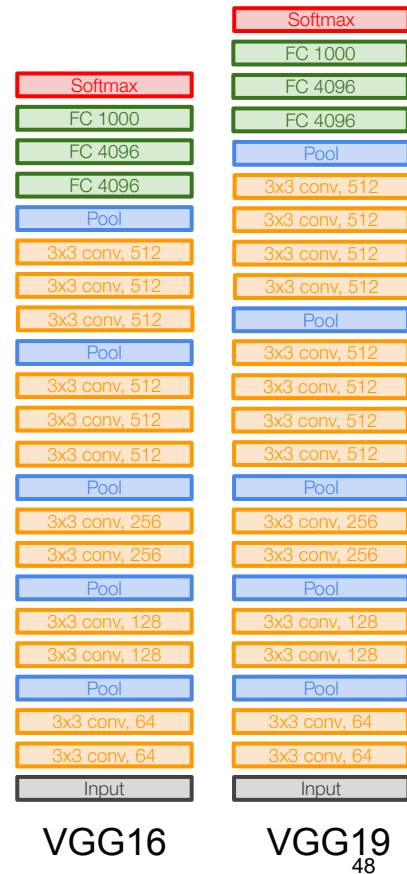 Softmax
FC 1000
FC 4096
FC 4096
Pool
3x3 conv, 512
3x3 conv, 512
3x3 conv, 512
Pool
3x3 conv, 512
3x3 conv, 512
3x3 conv, 512
Pool
3x3 conv, 256
3x3 conv, 256
Pool
3x3 conv, 128
3x3 conv, 128
Pool
3x3 conv, 64
3x3 conv, 64
Input
VGG16
Softmax
FC 1000
FC 4096
FC 4096
Pool
3x3 conv, 512
3x3 conv, 512
3x3 conv, 512
3x3 conv, 512
Pool
3x3 conv, 512
3x3 conv, 512
3x3 conv, 512
3x3 conv, 512
Pool
3x3 conv, 256
3x3 conv, 256
Pool
3x3 conv, 128
3x3 conv, 128
Pool
3x3 conv, 64
3x3 conv, 64
Input
VGG19
48